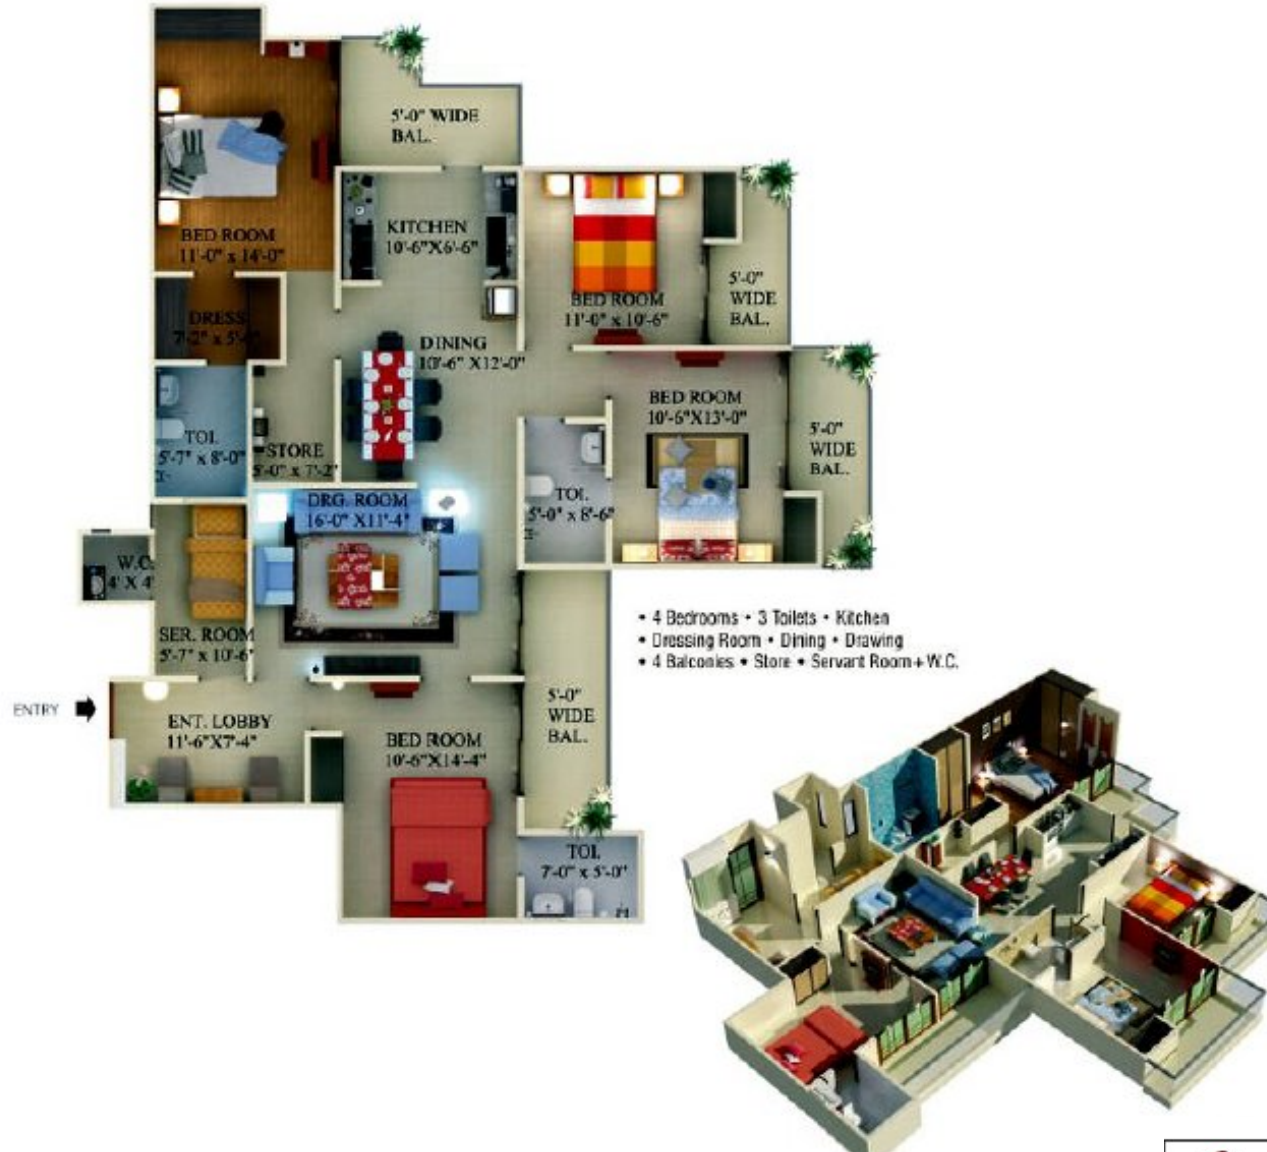 5'-0" WIDE
BAL.
BED ROOM
11'-0" x 14'-0"
KITCHEN
10'-6"X6'-6"
BED ROOM
11'-0" x 10'-6"
5'-0"
WIDE
BAL.
DRESS
DINING
10'-6" X12'-0"
BED ROOM
10'-6"X13'-0"
5'-0"
WIDE
BAL.
TOI.
5'-7" x 8'-0"
STORE
5'-0" x 7'-2"
DRG. ROOM
16'-0" X11'-4"
TOI.
5'-0" x 8'-6"
W.C.
4' X 4'
SER. ROOM
5'-7" x 10'-6"
• 4 Bedrooms • 3 Toilets • Kitchen
• Dressing Room • Dining • Drawing
• 4 Balconies • Store • Servant Room + W.C.
ENTRY
ENT. LOBBY
11'-6"X7'-4"
BED ROOM
10'-6"X14'-4"
5'-0"
WIDE
BAL.
TOI.
7'-0" x 5'-0"